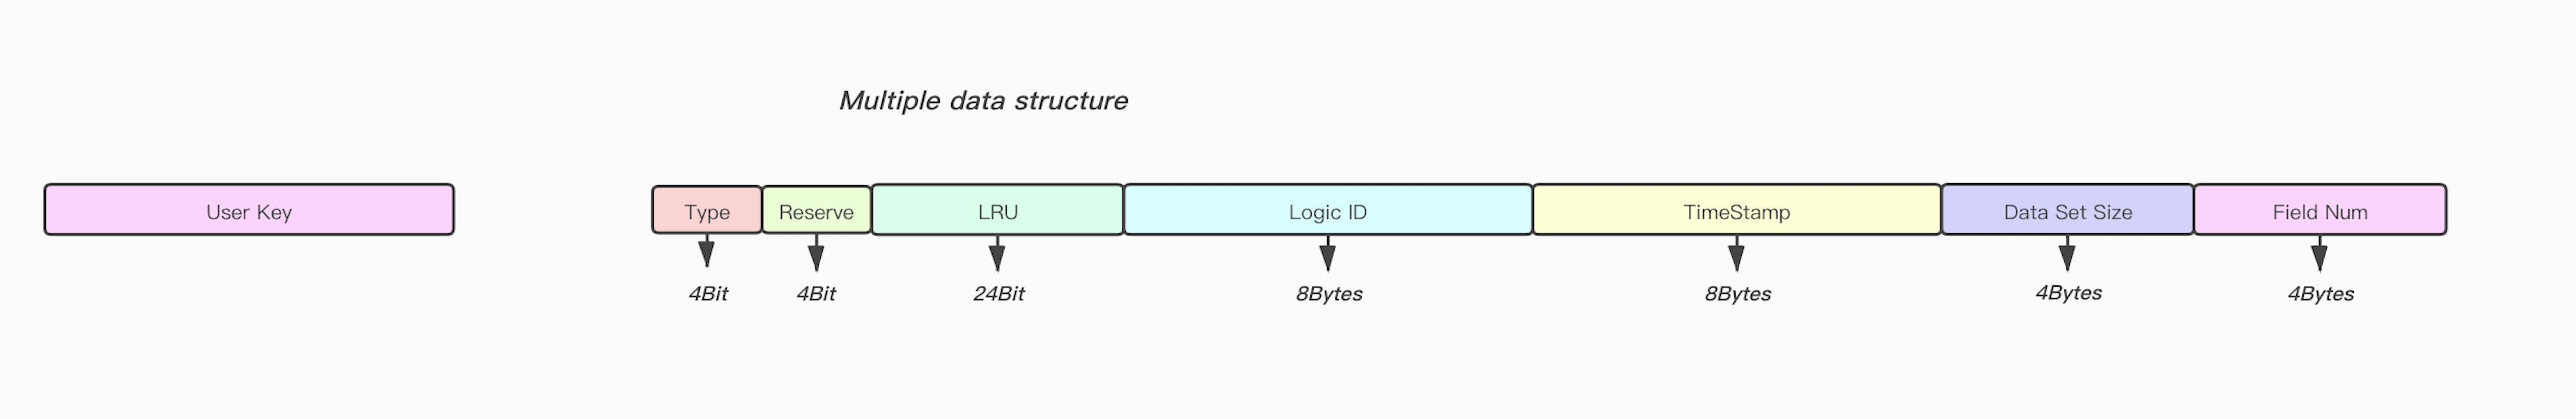 Multiple data structure
User Key
Type Reserve LRU Logic ID TimeStamp Data Set Size Field Num
4Bit 4Bit 24Bit 8Bytes 8Bytes 4Bytes 4Bytes